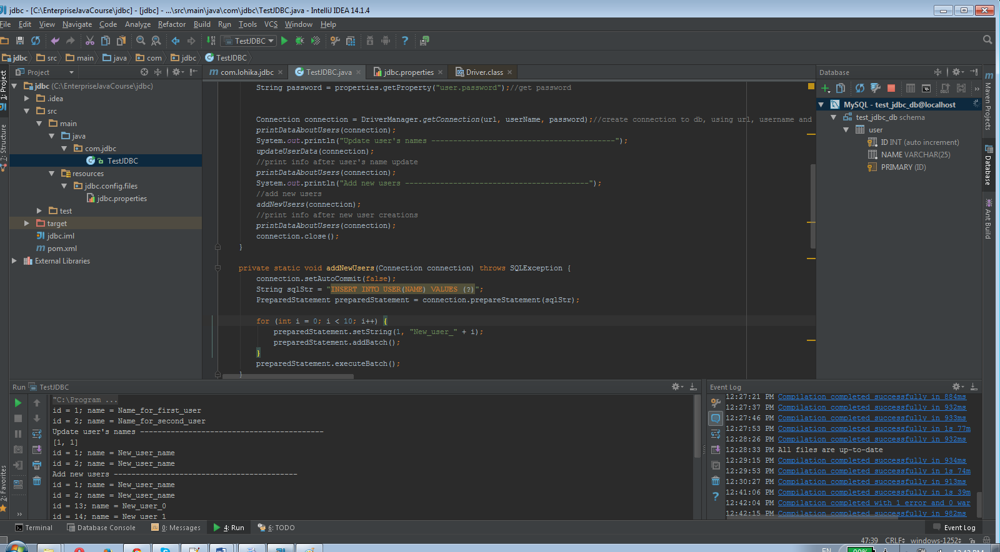 jdbc - [C:\EnterpriseJavaCourse\jdbc] - [jdbc] - ...\src\main\java\com\jdbc\TestJDBC.java - IntelliJ IDEA 14.1.4
File Edit View Navigate Code Analyze Refactor Build Run Tools VCS Window Help
TestJDBC
jdbc src main java com jdbc TestJDBC
Project
com.lohika.jdbc TestJDBC.java jdbc.properties Driver.class
Database
1: Project
7: Structure
2: Favorites
jdbc (C:\EnterpriseJavaCourse\jdbc)
.idea
src
main
java
com.jdbc
TestJDBC
resources
jdbc.config.files
jdbc.properties
test
target
jdbc.iml
pom.xml
External Libraries
String password = properties.getProperty("user.password");//get password
Connection connection = DriverManager.getConnection(url, userName, password);//create connection to db, using url, username and
printDataAboutUsers(connection);
System.out.println("Update user's names ------------------------------------------");
updateUserData(connection);
//print info after user's name update
printDataAboutUsers(connection);
System.out.println("Add new users ------------------------------------------");
//add new users
addNewUsers(connection);
//print info after new user creations
printDataAboutUsers(connection);
connection.close();
}
private static void addNewUsers(Connection connection) throws SQLException {
connection.setAutoCommit(false);
String sqlStr = "INSERT INTO USER(NAME) VALUES (?)";
PreparedStatement preparedStatement = connection.prepareStatement(sqlStr);
for (int i = 0; i < 10; i++) {
preparedStatement.setString(1, "New_user_" + i);
preparedStatement.addBatch();
}
preparedStatement.executeBatch();
}
MySQL - test_jdbc_db@localhost
test_jdbc_db schema
user
ID INT (auto increment)
NAME VARCHAR(25)
PRIMARY (ID)
Maven Projects
Database
Ant Build
Run TestJDBC
"C:\Program ...
id = 1; name = Name_for_first_user
id = 2; name = Name_for_second_user
Update user's names ------------------------------------------
[1, 1]
id = 1; name = New_user_name
id = 2; name = New_user_name
Add new users ------------------------------------------
id = 1; name = New_user_name
id = 2; name = New_user_name
id = 13; name = New_user_0
id = 14; name = New user 1
Event Log
12:27:21 PM Compilation completed successfully in 884ms
12:27:37 PM Compilation completed successfully in 932ms
12:27:46 PM Compilation completed successfully in 933ms
12:27:53 PM Compilation completed successfully in 1s 77m
12:28:26 PM Compilation completed successfully in 932ms
12:28:33 PM All files are up-to-date
12:29:15 PM Compilation completed successfully in 934ms
12:29:53 PM Compilation completed successfully in 1s 74m
12:30:27 PM Compilation completed successfully in 913ms
12:41:06 PM Compilation completed successfully in 1s 39m
12:42:04 PM Compilation completed with 1 error and 0 war
12:42:15 PM Compilation completed successfully in 982ms
Terminal Database Console 0: Messages 4: Run 6: TODO Event Log
47:39 CRLF windows-1252